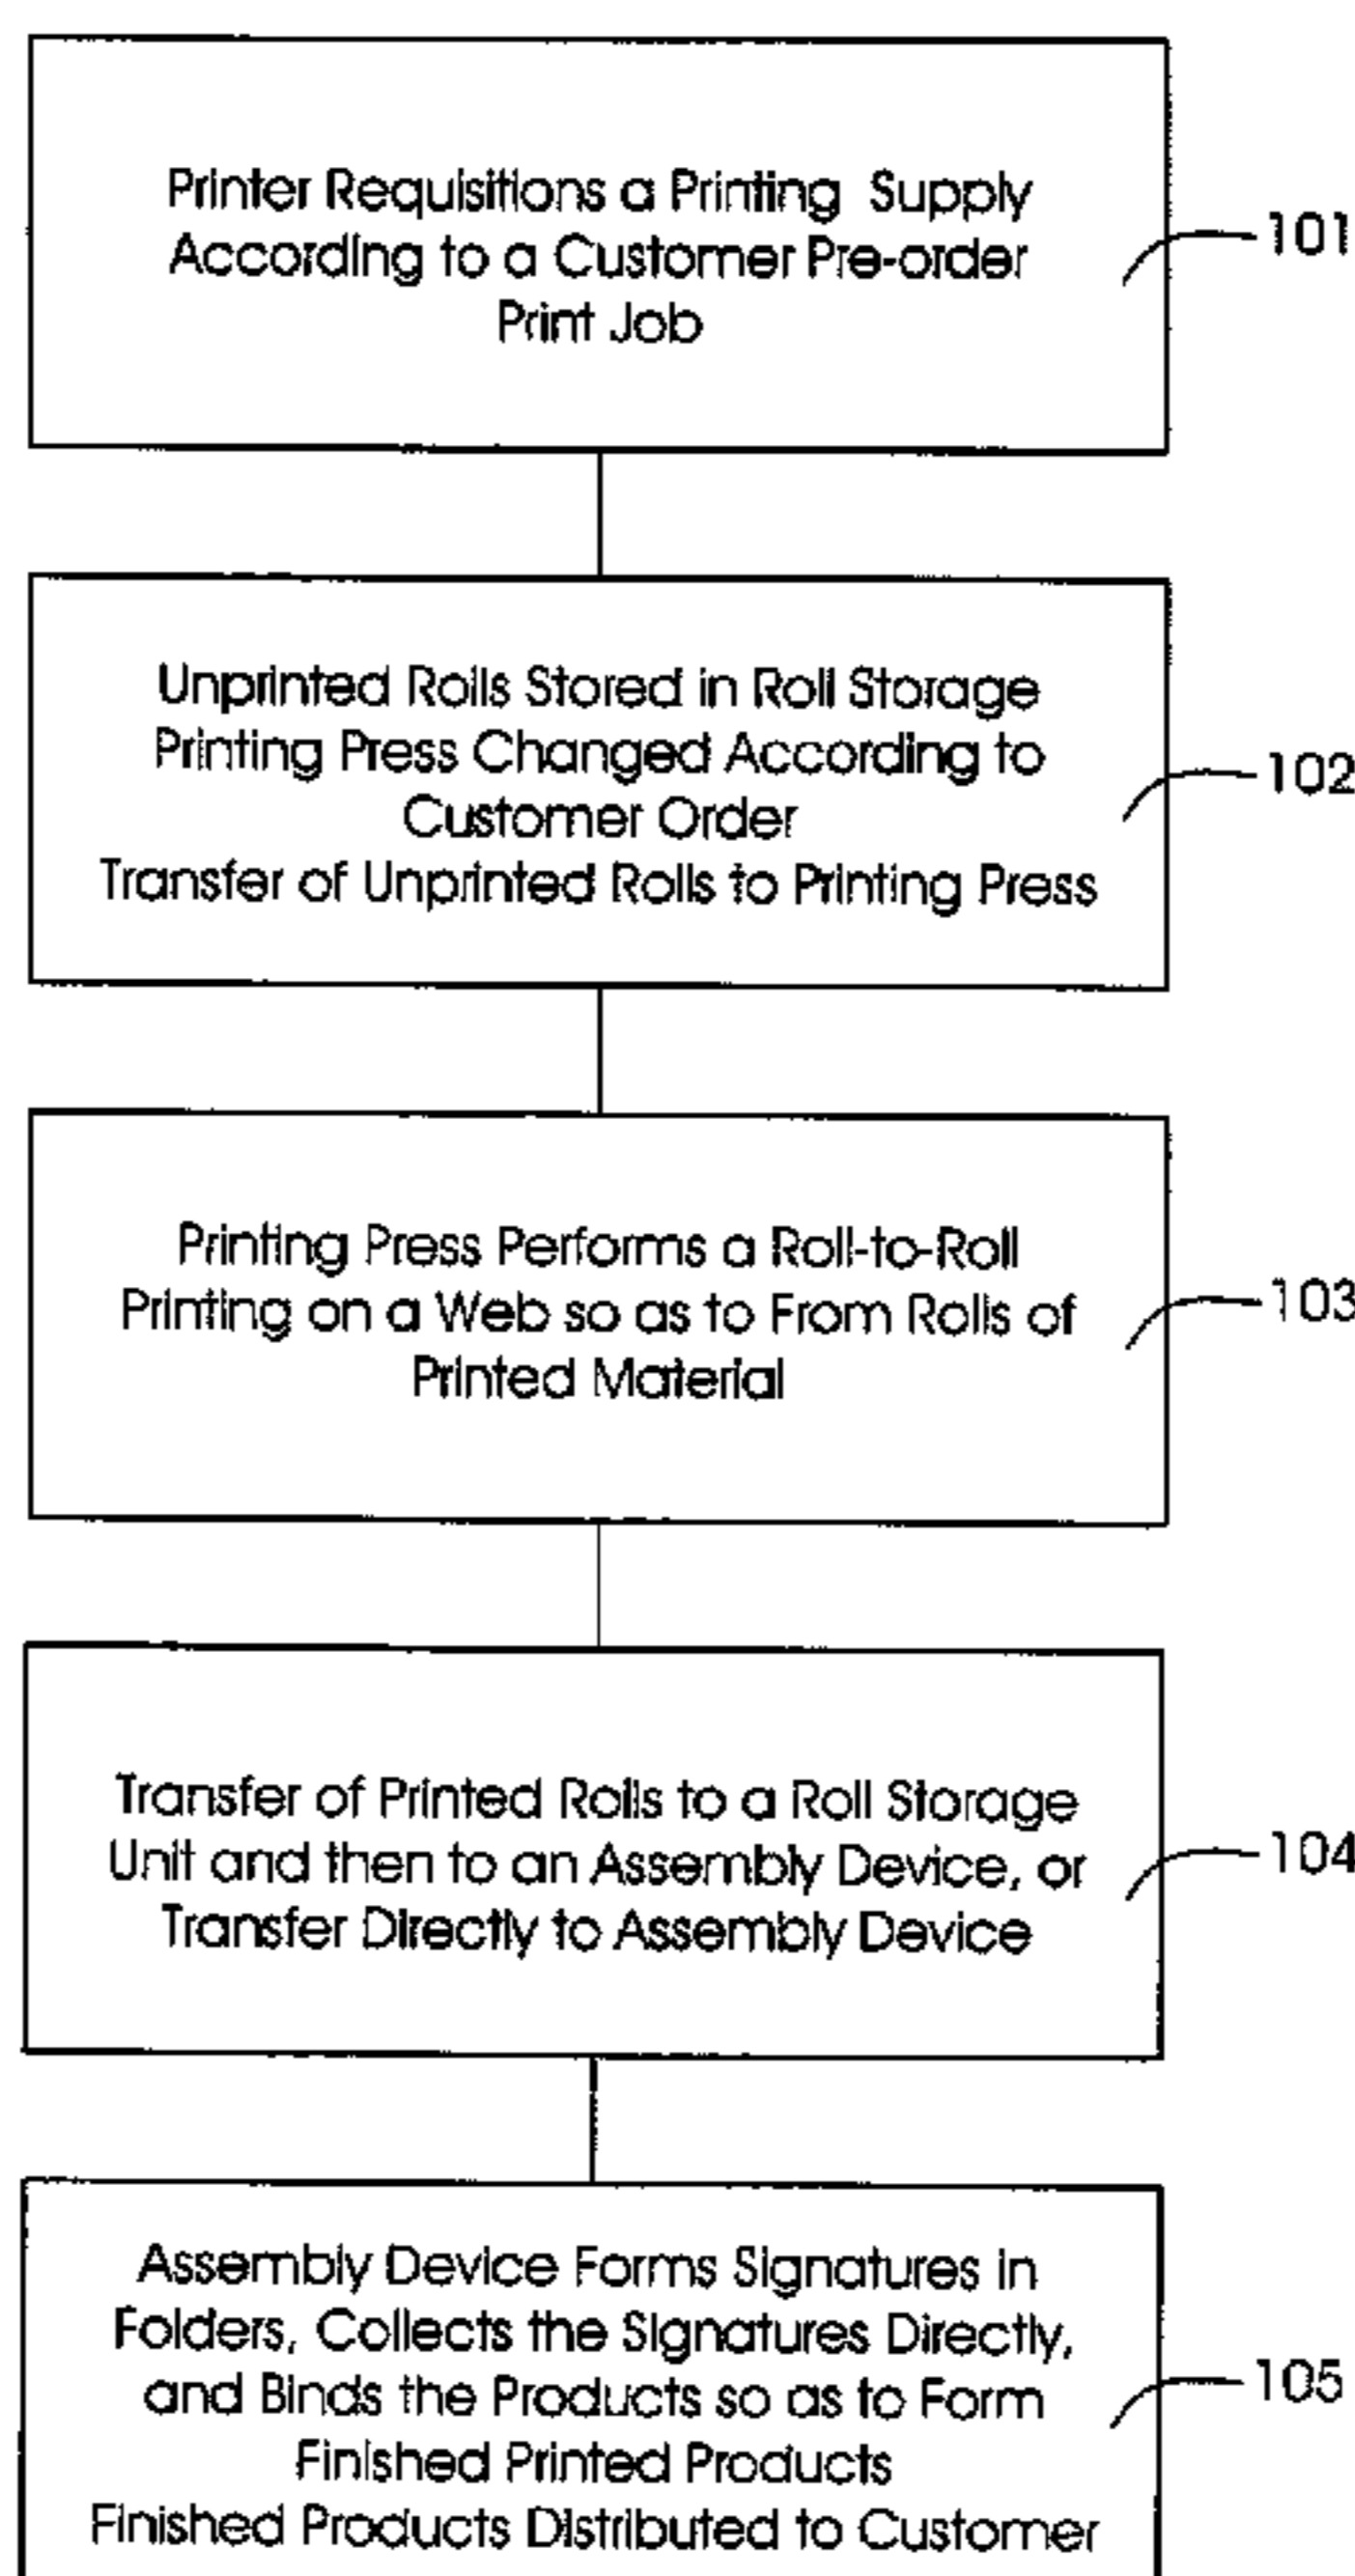 Printer Requisitions a Printing Supply
According to a Customer Pre-order
Print Job
101
Unprinted Rolls Stored in Roll Storage
Printing Press Changed According to
Customer Order
Transfer of Unprinted Rolls to Printing Press
102
Printing Press Performs a Roll-to-Roll
Printing on a Web so as to From Rolls of
Printed Material
103
Transfer of Printed Rolls to a Roll Storage
Unit and then to an Assembly Device, or
Transfer Directly to Assembly Device
104
Assembly Device Forms Signatures in
Folders, Collects the Signatures Directly,
and Binds the Products so as to Form
Finished Printed Products
Finished Products Distributed to Customer
105